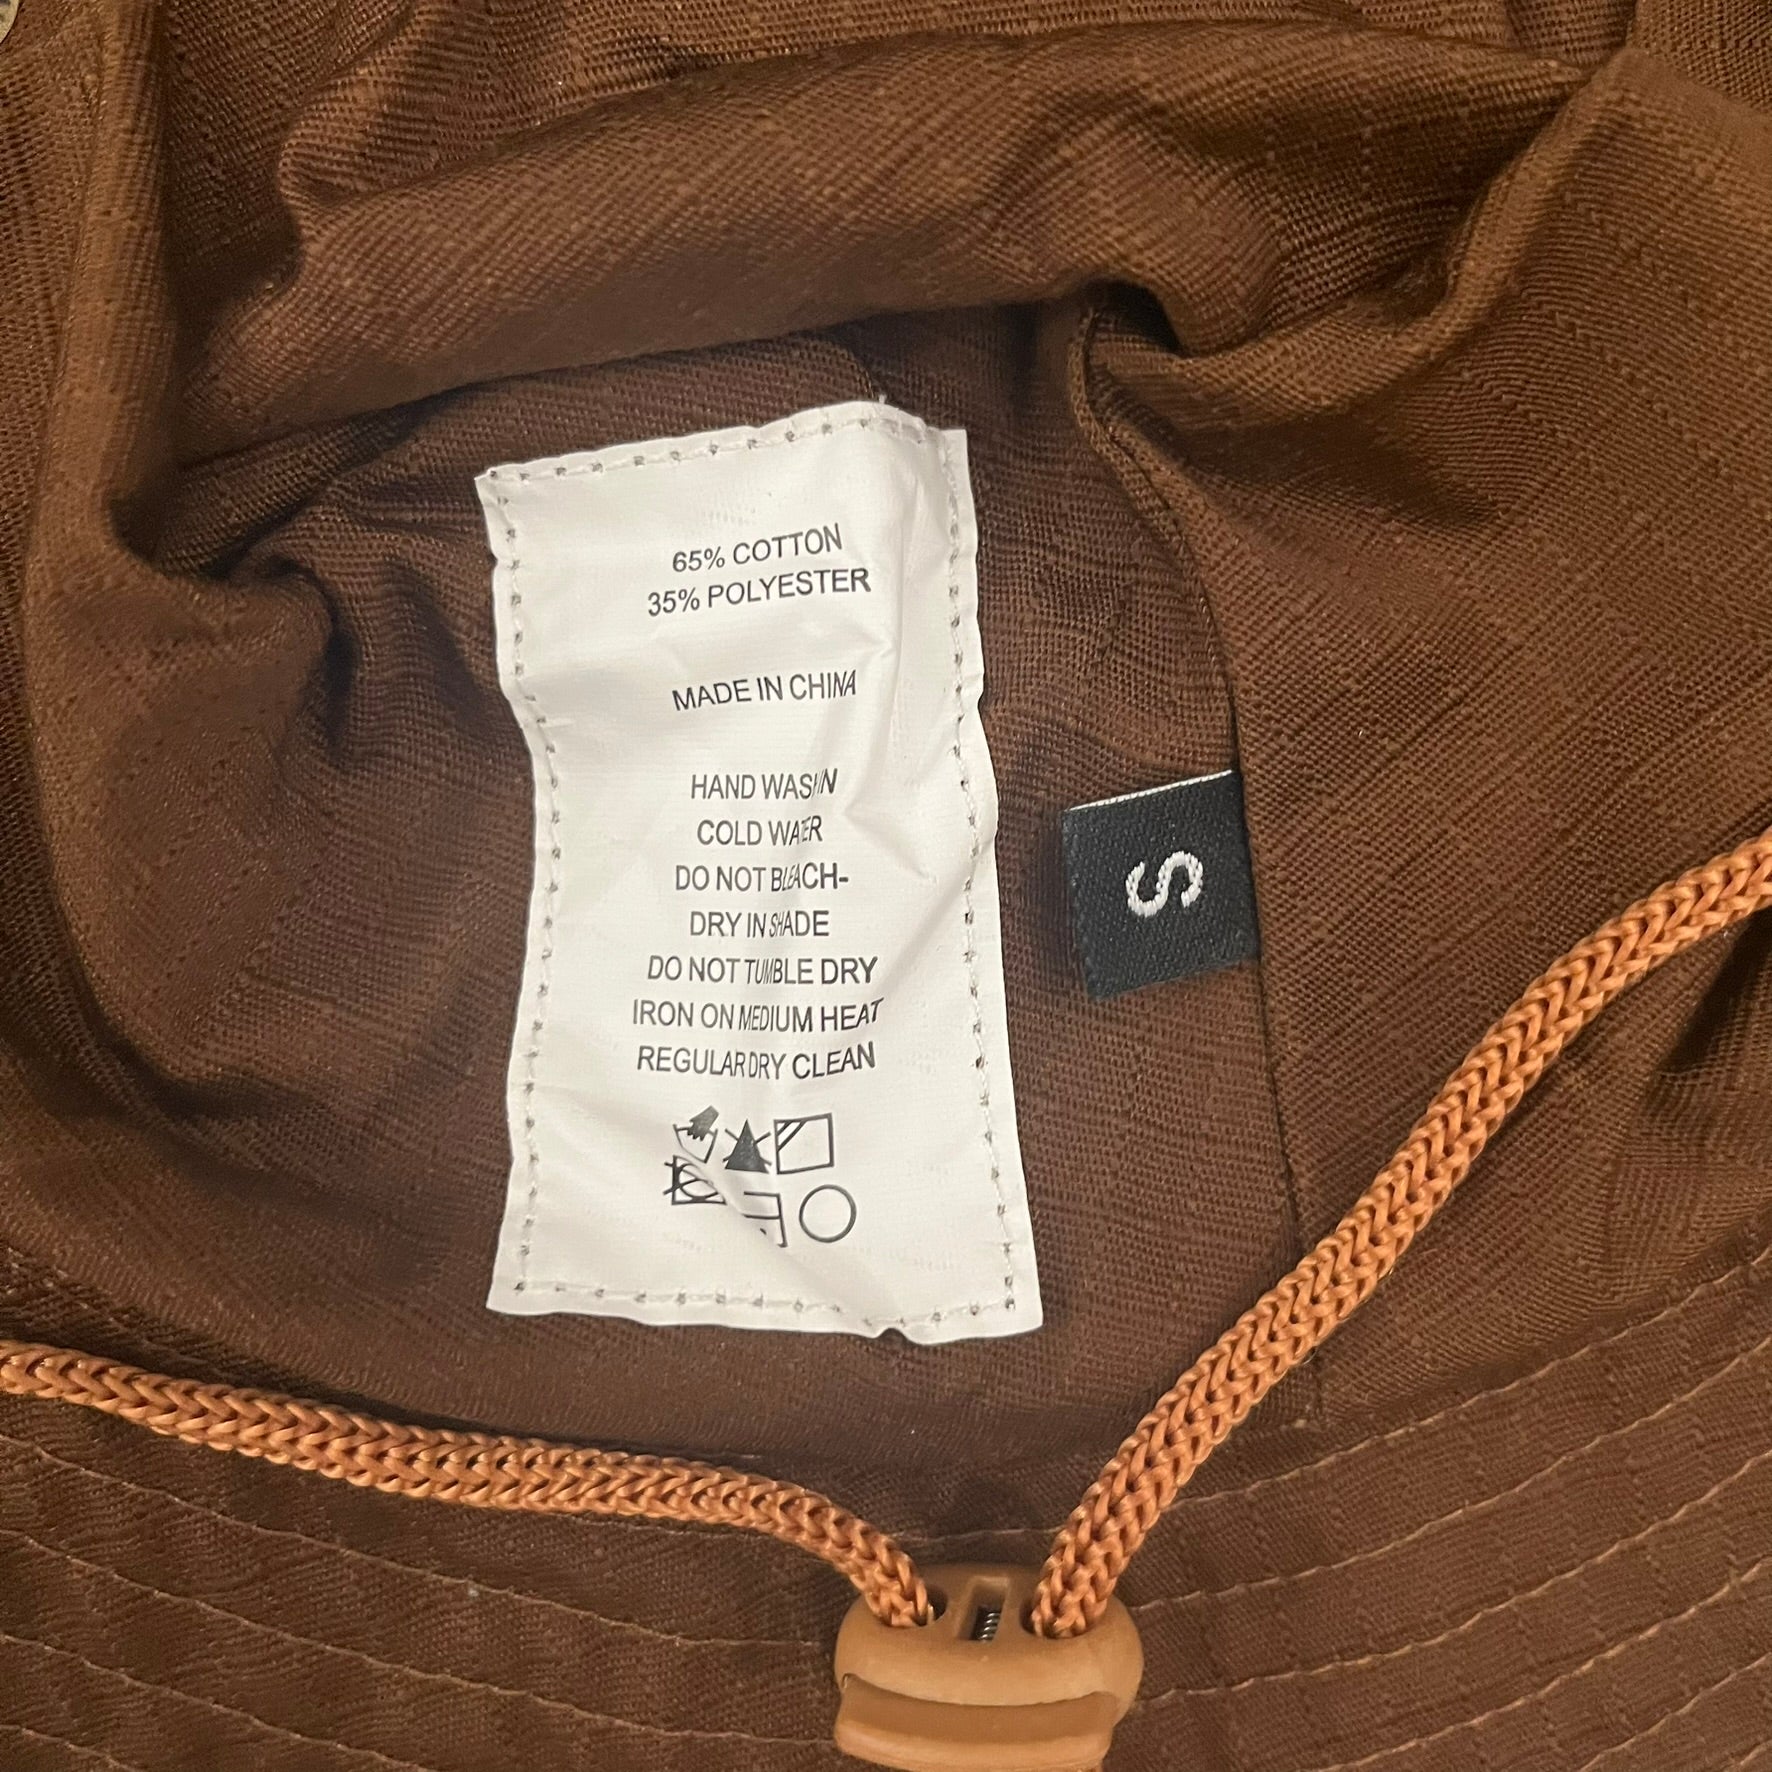 65% COTTON
35% POLYESTER
MADE IN CHINA
HAND WASH IN
COLD WATER
DO NOT BLEACH-
DRY IN SHADE
DO NOT TUMBLE DRY
IRON ON MEDIUM HEAT
REGULAR DRY CLEAN
S